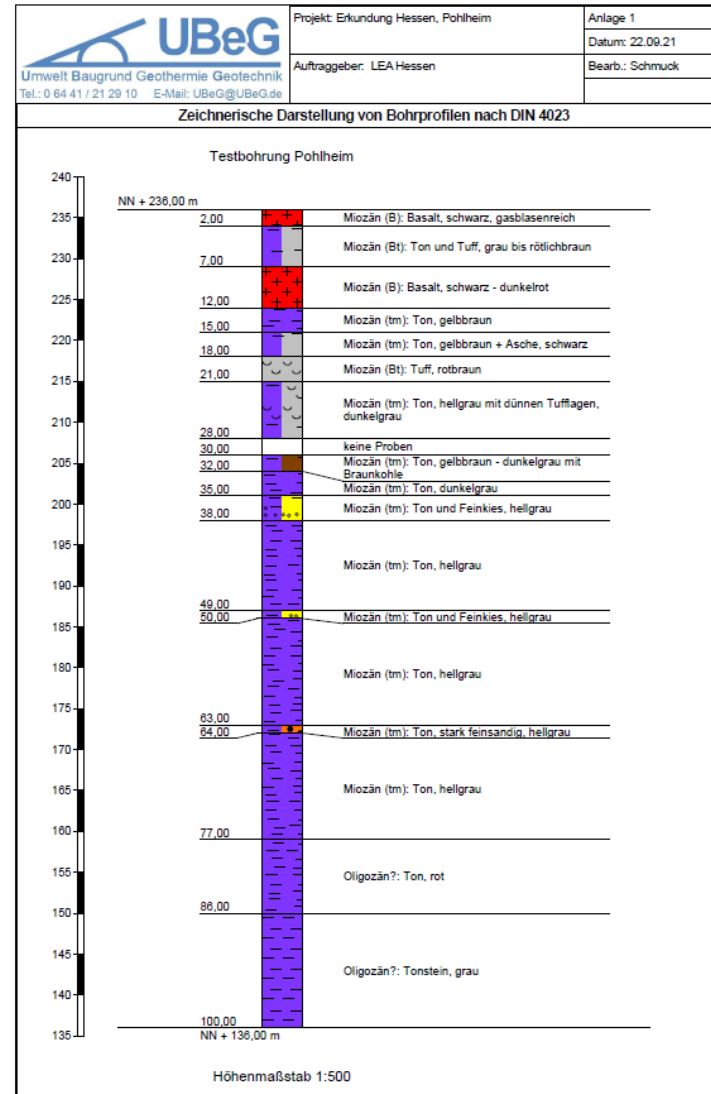 UBeG
Umwelt Baugrund Geothermie Geotechnik
Tel.: 0 64 41 / 21 29 10 E-Mail: UBeG@UBeG.de
Projekt: Erkundung Hessen, Pohlheim
Auftraggeber: LEA Hessen
Anlage 1
Datum: 22.09.21
Bearb.: Schmuck
Zeichnerische Darstellung von Bohrprofilen nach DIN 4023
Testbohrung Pohlheim
240
235
230
225
220
215
210
205
200
195
190
185
180
175
170
165
160
155
150
145
140
135
NN + 236,00 m
2,00 Miozän (B): Basalt, schwarz, gasblasenreich
7,00 Miozän (Bt): Ton und Tuff, grau bis rötlichbraun
12,00 Miozän (B): Basalt, schwarz - dunkelrot
15,00 Miozän (tm): Ton, gelbbraun
18,00 Miozän (tm): Ton, gelbbraun + Asche, schwarz
21,00 Miozän (Bt): Tuff, rotbraun
28,00 Miozän (tm): Ton, hellgrau mit dünnen Tufflagen,
dunkelgrau
30,00 keine Proben
32,00 Miozän (tm): Ton, gelbbraun - dunkelgrau mit
Braunkohle
35,00 Miozän (tm): Ton, dunkelgrau
38,00 Miozän (tm): Ton und Feinkies, hellgrau
49,00 Miozän (tm): Ton, hellgrau
50,00 Miozän (tm): Ton und Feinkies, hellgrau
63,00 Miozän (tm): Ton, hellgrau
64,00 Miozän (tm): Ton, stark feinsandig, hellgrau
77,00 Miozän (tm): Ton, hellgrau
86,00 Oligozän?: Ton, rot
100,00 Oligozän?: Tonstein, grau
NN + 136,00 m
Höhenmaßstab 1:500